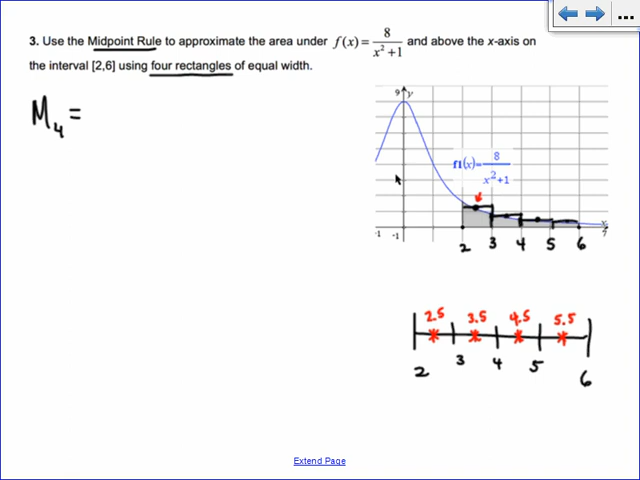 3. Use the Midpoint Rule to approximate the area under f(x) = 8/(x² + 1) and above the x-axis on
the interval [2,6] using four rectangles of equal width.
M₄ =
9 y
f1(x) = 8/(x²+1)
x
-1 -1 7
2 3 4 5 6
2.5 3.5 4.5 5.5
2 3 4 5 6
Extend Page